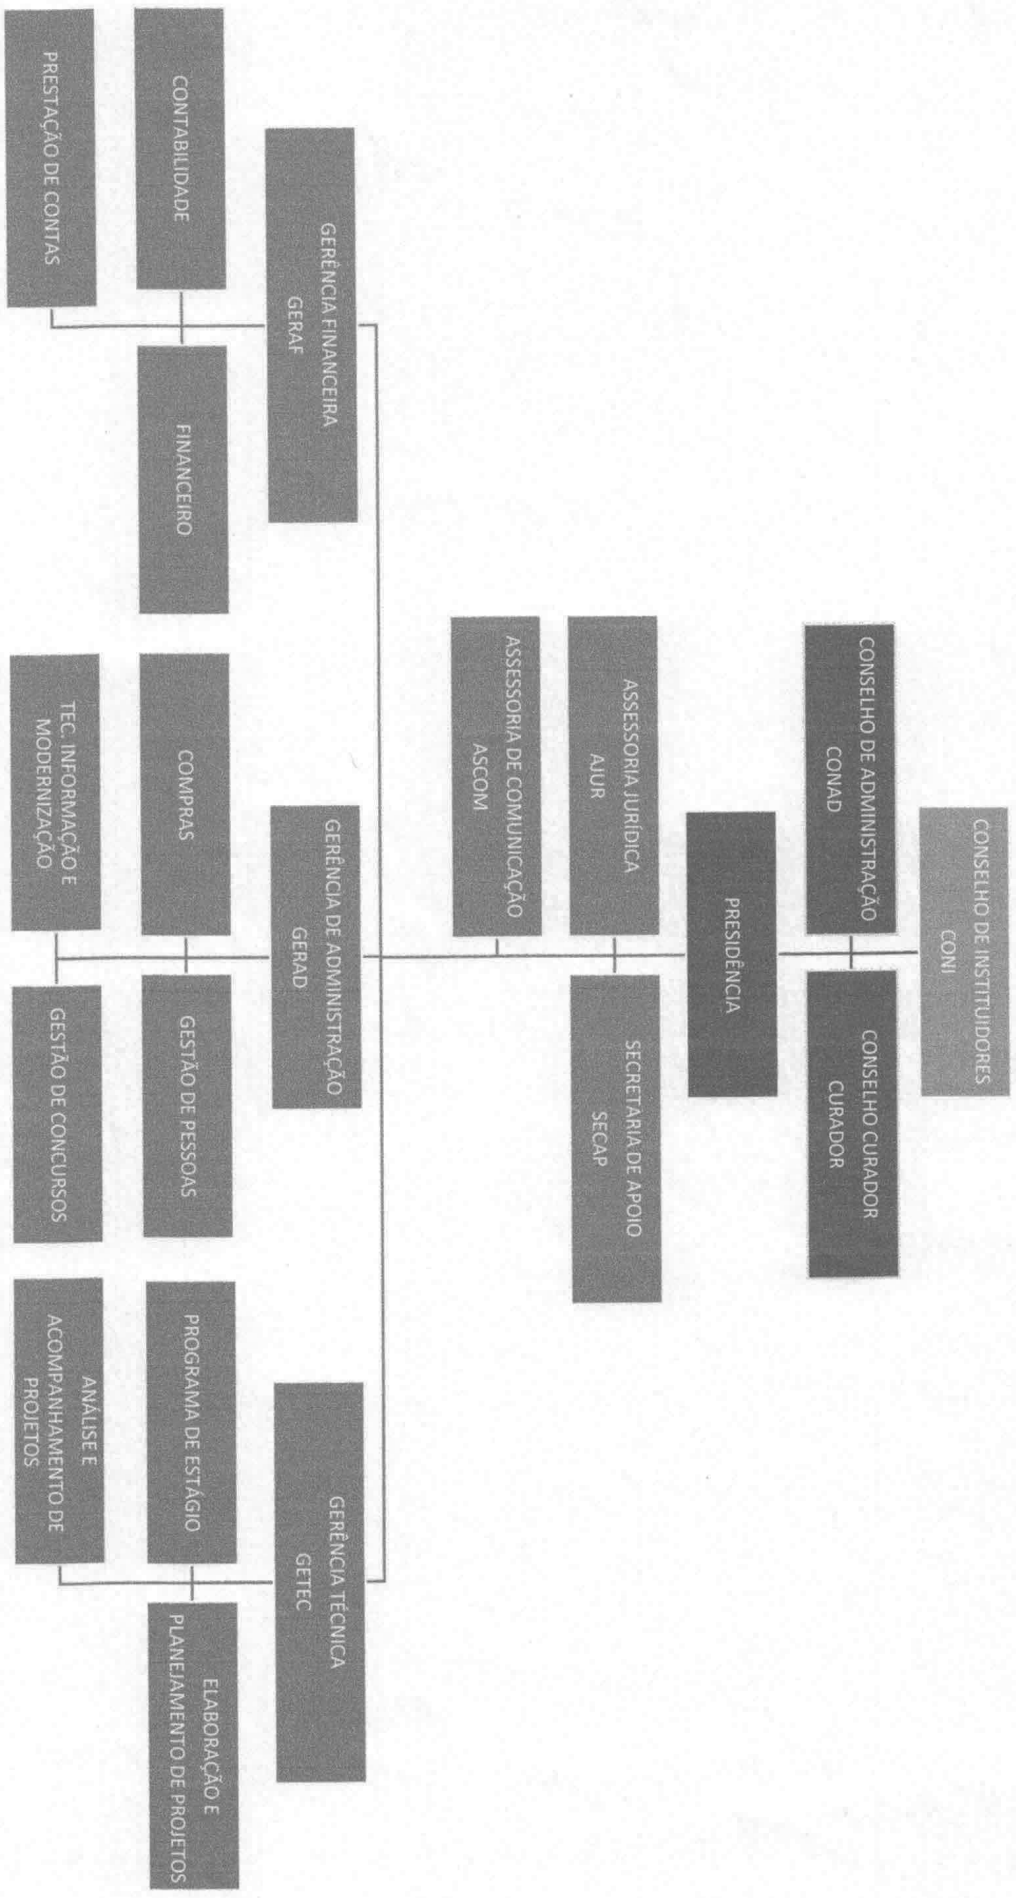 CONSELHO DE INSTITUIDORES
CONI
CONSELHO DE ADMINISTRAÇÃO
CONAD
CONSELHO CURADOR
CURADOR
PRESIDÊNCIA
ASSESSORIA JURÍDICA
AJUR
SECRETARIA DE APOIO
SECAP
ASSESSORIA DE COMUNICAÇÃO
ASCOM
GERÊNCIA FINANCEIRA
GERAF
GERÊNCIA DE ADMINISTRAÇÃO
GERAD
GERÊNCIA TÉCNICA
GETEC
CONTABILIDADE
FINANCEIRO
COMPRAS
GESTÃO DE PESSOAS
PROGRAMA DE ESTÁGIO
ELABORAÇÃO E
PLANEJAMENTO DE PROJETOS
PRESTAÇÃO DE CONTAS
TEC. INFORMAÇÃO E
MODERNIZAÇÃO
GESTÃO DE CONCURSOS
ANÁLISE E
ACOMPANHAMENTO DE
PROJETOS